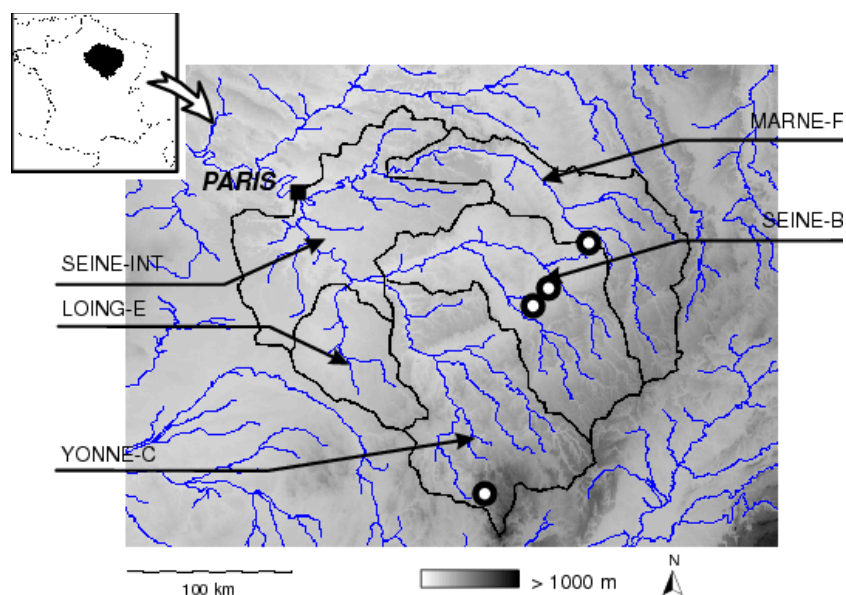 MARNE-F
PARIS
SEINE-B
SEINE-INT
LOING-E
YONNE-C
100 km
> 1000 m
N